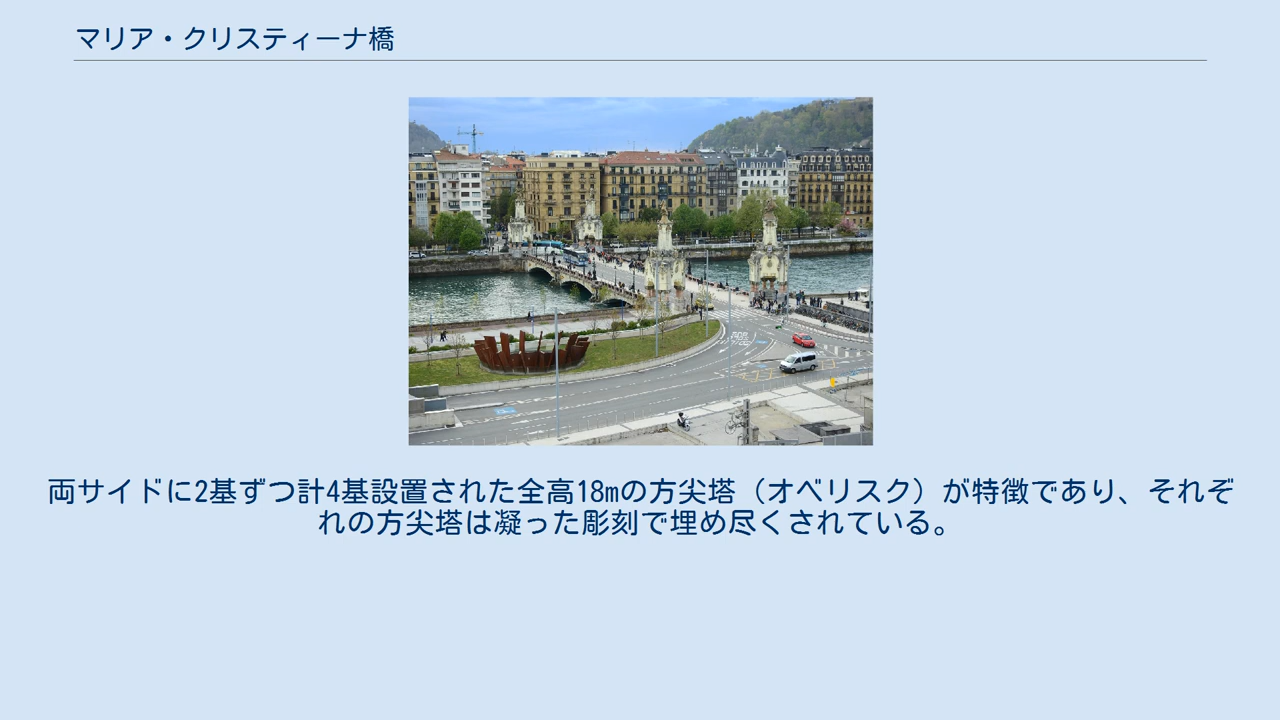 マリア・クリスティーナ橋
両サイドに2基ずつ計4基設置された全高18mの方尖塔（オベリスク）が特徴であり、それぞ
れの方尖塔は凝った彫刻で埋め尽くされている。